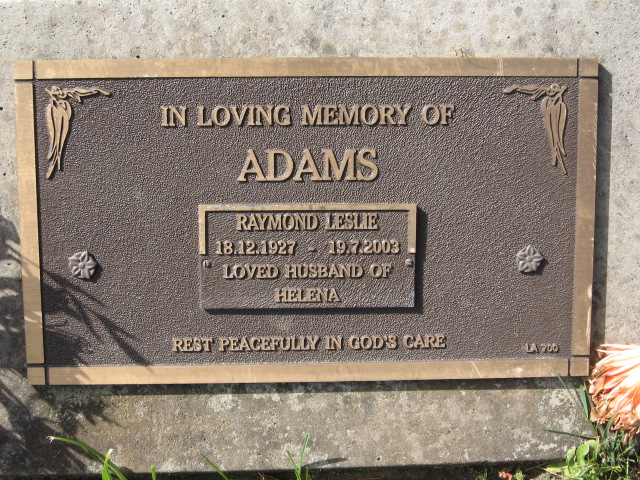 IN LOVING MEMORY OF
ADAMS
RAYMOND LESLIE
18.12.1927 - 19.7.2003
LOVED HUSBAND OF
HELENA
REST PEACEFULLY IN GOD'S CARE
LA 700